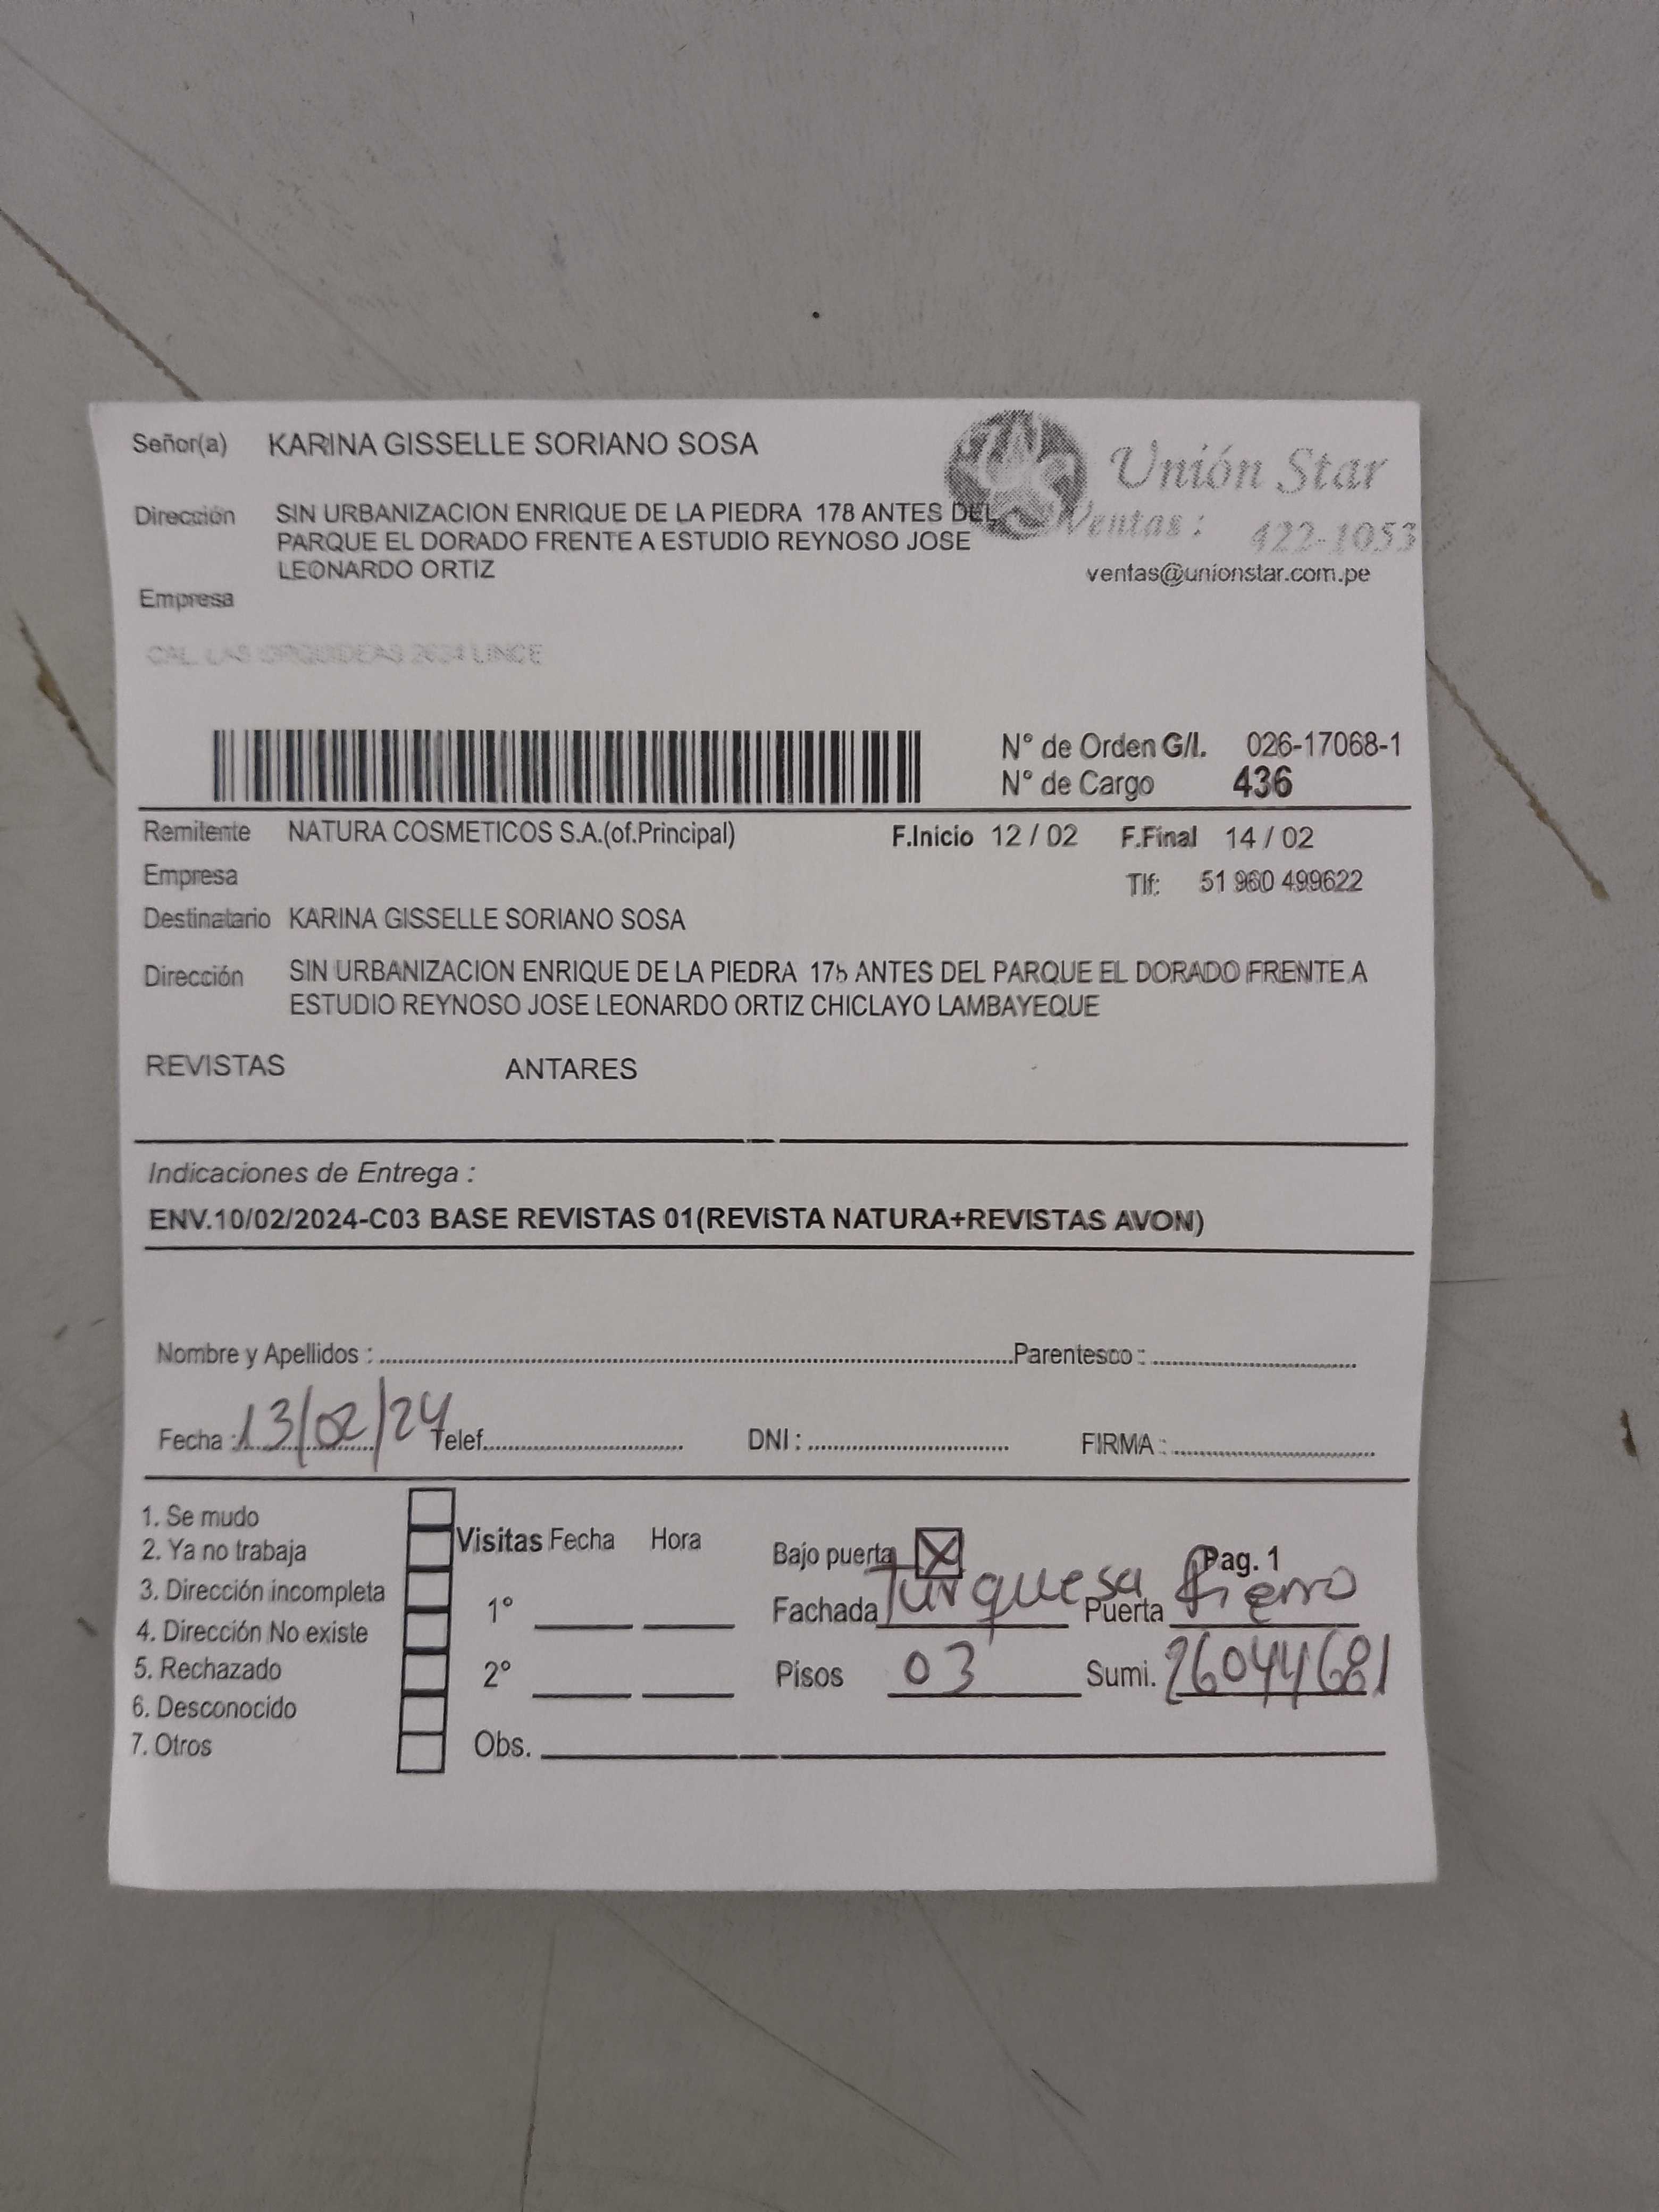 Señor(a) KARINA GISSELLE SORIANO SOSA
Unión Star
Dirección SIN URBANIZACION ENRIQUE DE LA PIEDRA 178 ANTES DEL
PARQUE EL DORADO FRENTE A ESTUDIO REYNOSO JOSE
LEONARDO ORTIZ
Ventas : 422-1053
ventas@unionstar.com.pe
Empresa
CAL. LAS ORQUIDEAS 2634 LINCE
N° de Orden G/I. 026-17068-1
N° de Cargo 436
Remitente NATURA COSMETICOS S.A.(of.Principal) F.Inicio 12 / 02 F.Final 14 / 02
Empresa Tlf: 51 960 499622
Destinatario KARINA GISSELLE SORIANO SOSA
Dirección SIN URBANIZACION ENRIQUE DE LA PIEDRA 178 ANTES DEL PARQUE EL DORADO FRENTE A
ESTUDIO REYNOSO JOSE LEONARDO ORTIZ CHICLAYO LAMBAYEQUE
REVISTAS ANTARES
Indicaciones de Entrega :
ENV.10/02/2024-C03 BASE REVISTAS 01(REVISTA NATURA+REVISTAS AVON)
Nombre y Apellidos : Parentesco :
Fecha : 13/02/24 Telef. DNI : FIRMA :
1. Se mudo
2. Ya no trabaja
3. Dirección incompleta
4. Dirección No existe
5. Rechazado
6. Desconocido
7. Otros
Visitas Fecha Hora
1°
2°
Obs.
Bajo puerta X Pag. 1
Fachada Turquesa Puerta fierro
Pisos 03 Sumi. 26044681